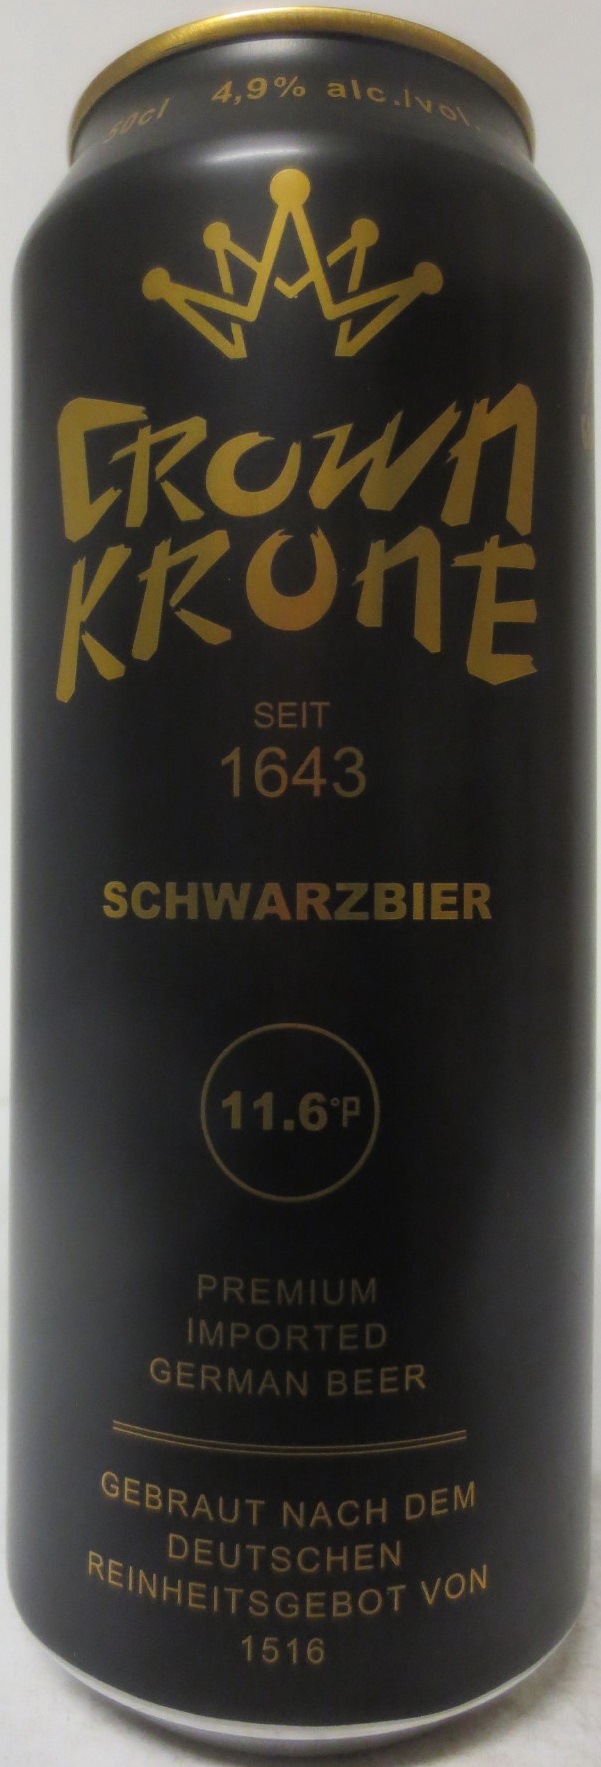 50cl 4,9% alc./vol.
CROWN
KRONE
SEIT
1643
SCHWARZBIER
11.6°P
PREMIUM
IMPORTED
GERMAN BEER
GEBRAUT NACH DEM
DEUTSCHEN
REINHEITSGEBOT VON
1516